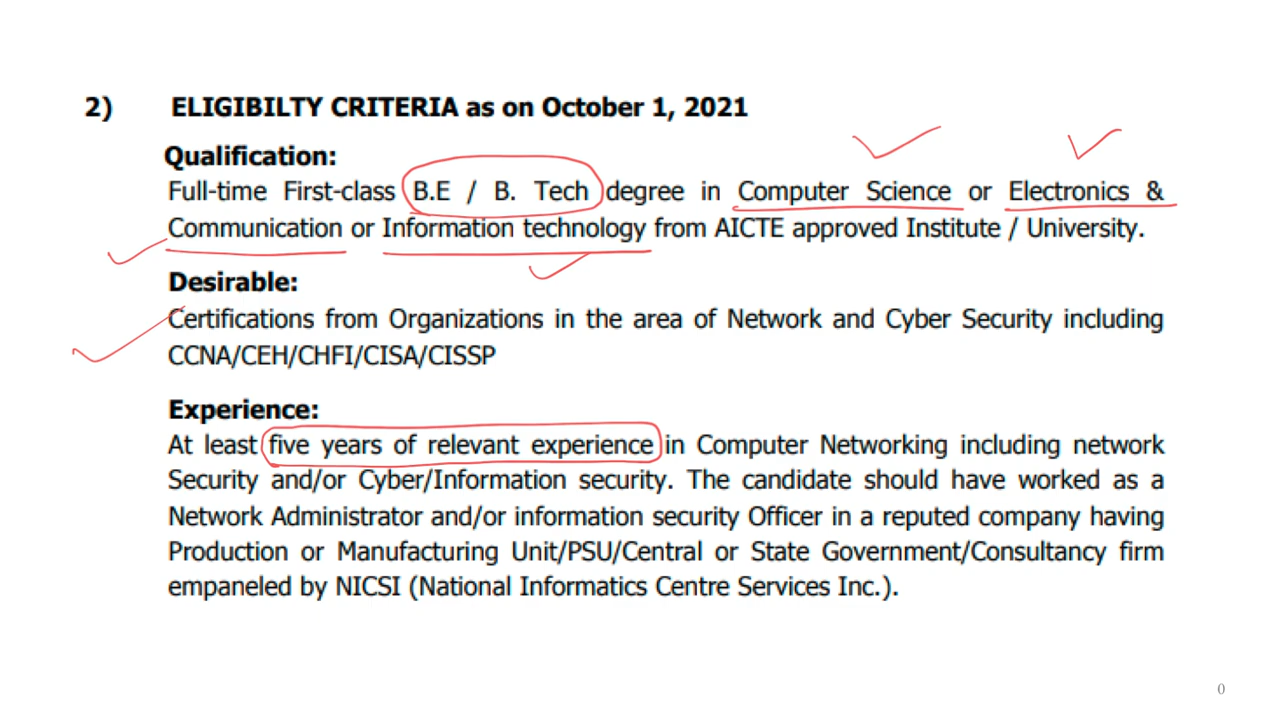 2) ELIGIBILTY CRITERIA as on October 1, 2021
Qualification:
Full-time First-class B.E / B. Tech degree in Computer Science or Electronics &
Communication or Information technology from AICTE approved Institute / University.
Desirable:
Certifications from Organizations in the area of Network and Cyber Security including
CCNA/CEH/CHFI/CISA/CISSP
Experience:
At least five years of relevant experience in Computer Networking including network
Security and/or Cyber/Information security. The candidate should have worked as a
Network Administrator and/or information security Officer in a reputed company having
Production or Manufacturing Unit/PSU/Central or State Government/Consultancy firm
empaneled by NICSI (National Informatics Centre Services Inc.).
0